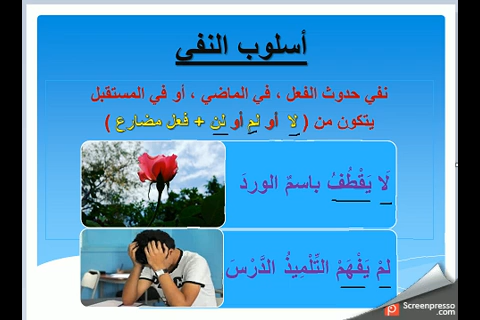 أسلوب النفي
نفي حدوث الفعل ، في الماضي ، أو في المستقبل
يتكون من ( لا أو لم أو لن + فعل مضارع )
لَا يَقْطُفُ باسمٌ الوردَ
لمْ يَفْهَمْ التِّلْمِيذُ الدَّرْسَ
Screenpresso
.com